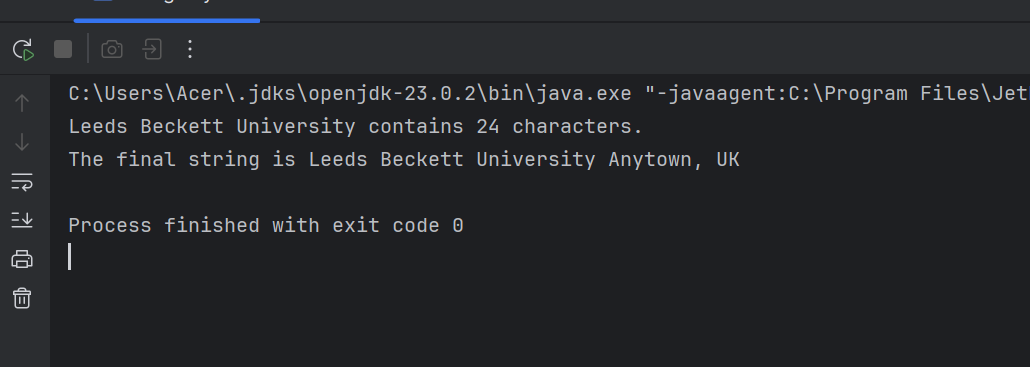 C:\Users\Acer\.jdks\openjdk-23.0.2\bin\java.exe "-javaagent:C:\Program Files\Jet
Leeds Beckett University contains 24 characters.
The final string is Leeds Beckett University Anytown, UK
Process finished with exit code 0